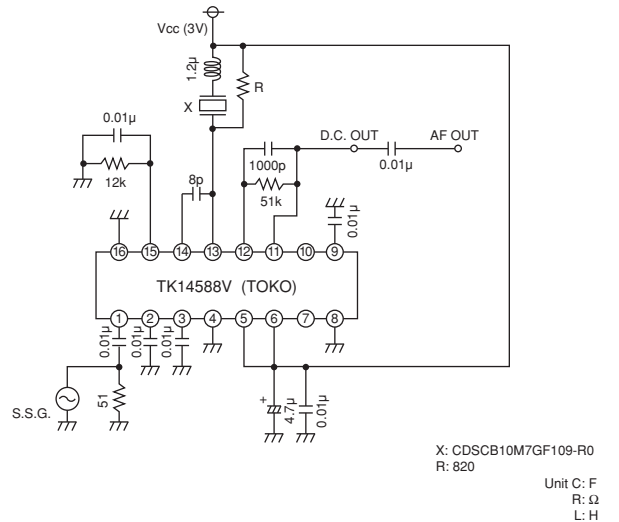 Vcc (3V)
1.2μ
R
X
0.01μ
12k
8p
1000p
51k
D.C. OUT
AF OUT
0.01μ
0.01μ
16 15 14 13 12 11 10 9
TK14588V (TOKO)
1 2 3 4 5 6 7 8
0.01μ
0.01μ
0.01μ
S.S.G.
51
+
4.7μ
0.01μ
X: CDSCB10M7GF109-R0
R: 820
Unit C: F
R: Ω
L: H